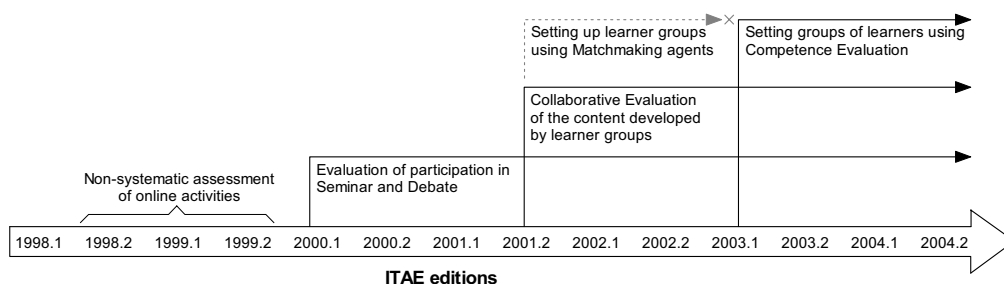 Setting up learner groups
using Matchmaking agents
Setting groups of learners using
Competence Evaluation
Collaborative Evaluation
of the content developed
by learner groups
Evaluation of participation in
Seminar and Debate
Non-systematic assessment
of online activities
1998.1 1998.2 1999.1 1999.2 2000.1 2000.2 2001.1 2001.2 2002.1 2002.2 2003.1 2003.2 2004.1 2004.2
ITAE editions